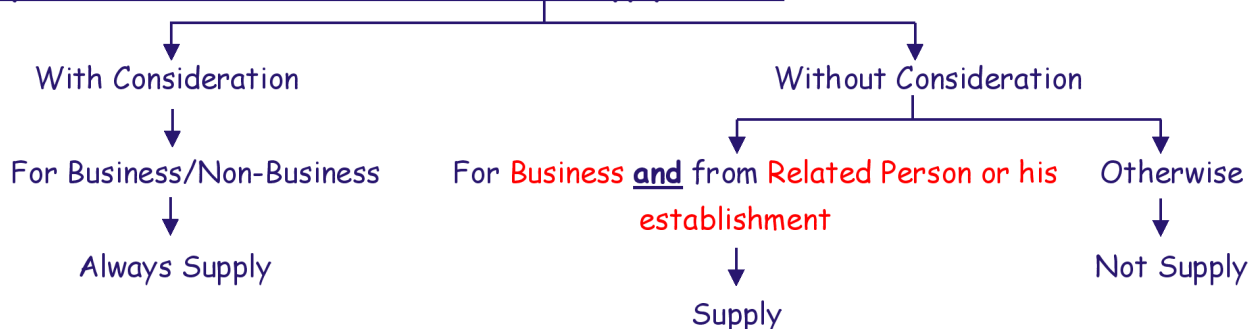 With Consideration
Without Consideration
For Business/Non-Business
For Business and from Related Person or his
establishment
Otherwise
Always Supply
Supply
Not Supply